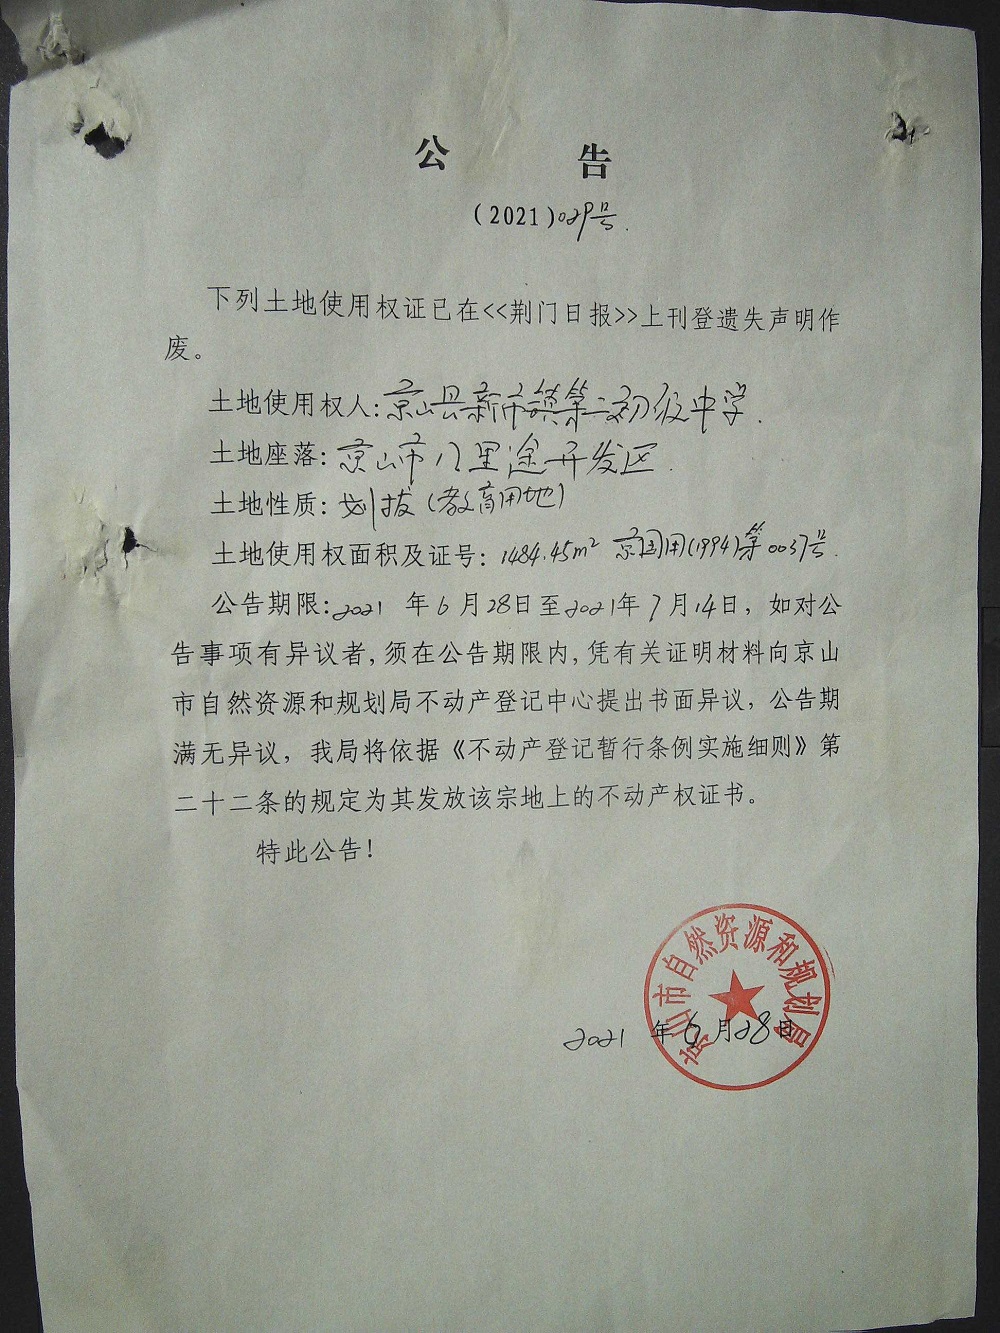 公 告
(2021)029号.
下列土地使用权证已在<<荆门日报>>上刊登遗失声明作
废。
土地使用权人:京山县新市镇第三初级中学.
土地座落:京山市八里途开发区.
土地性质:划拔(教育用地)
土地使用权面积及证号:1484.45m² 京国用(1994)第0037号.
公告期限:2021 年6月28日至2021年7月14日,如对公
告事项有异议者,须在公告期限内,凭有关证明材料向京山
市自然资源和规划局不动产登记中心提出书面异议,公告期
满无异议,我局将依据《不动产登记暂行条例实施细则》第
二十二条的规定为其发放该宗地上的不动产权证书。
特此公告!
京山市自然资源和规划局
2021 年6月28日